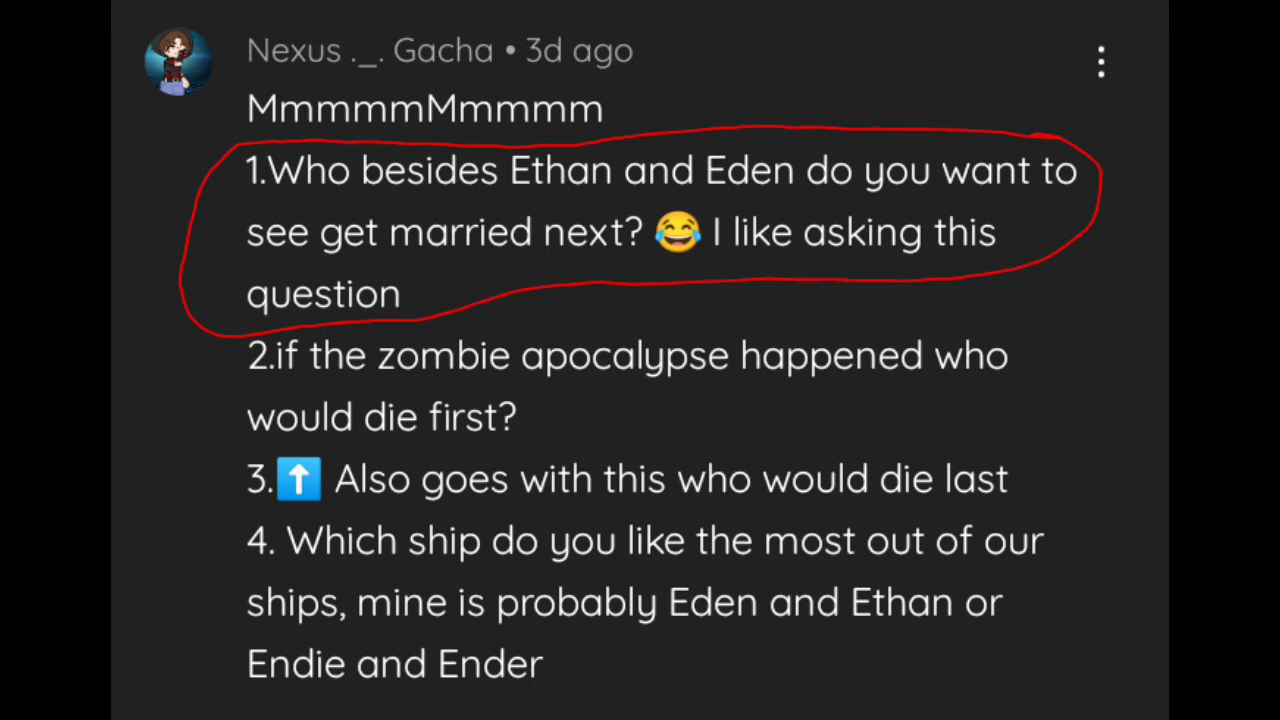 Nexus ._. Gacha • 3d ago
MmmmmMmmmm
1.Who besides Ethan and Eden do you want to
see get married next? 😂 I like asking this
question
2.if the zombie apocalypse happened who
would die first?
3.⬆️ Also goes with this who would die last
4. Which ship do you like the most out of our
ships, mine is probably Eden and Ethan or
Endie and Ender